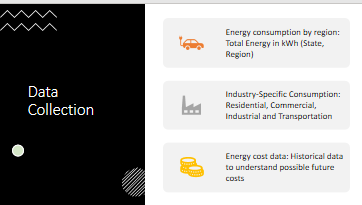 Data
Collection
Energy consumption by region:
Total Energy in kWh (State,
Region)
Industry-Specific Consumption:
Residential, Commercial,
Industrial and Transportation
Energy cost data: Historical data
to understand possible future
costs